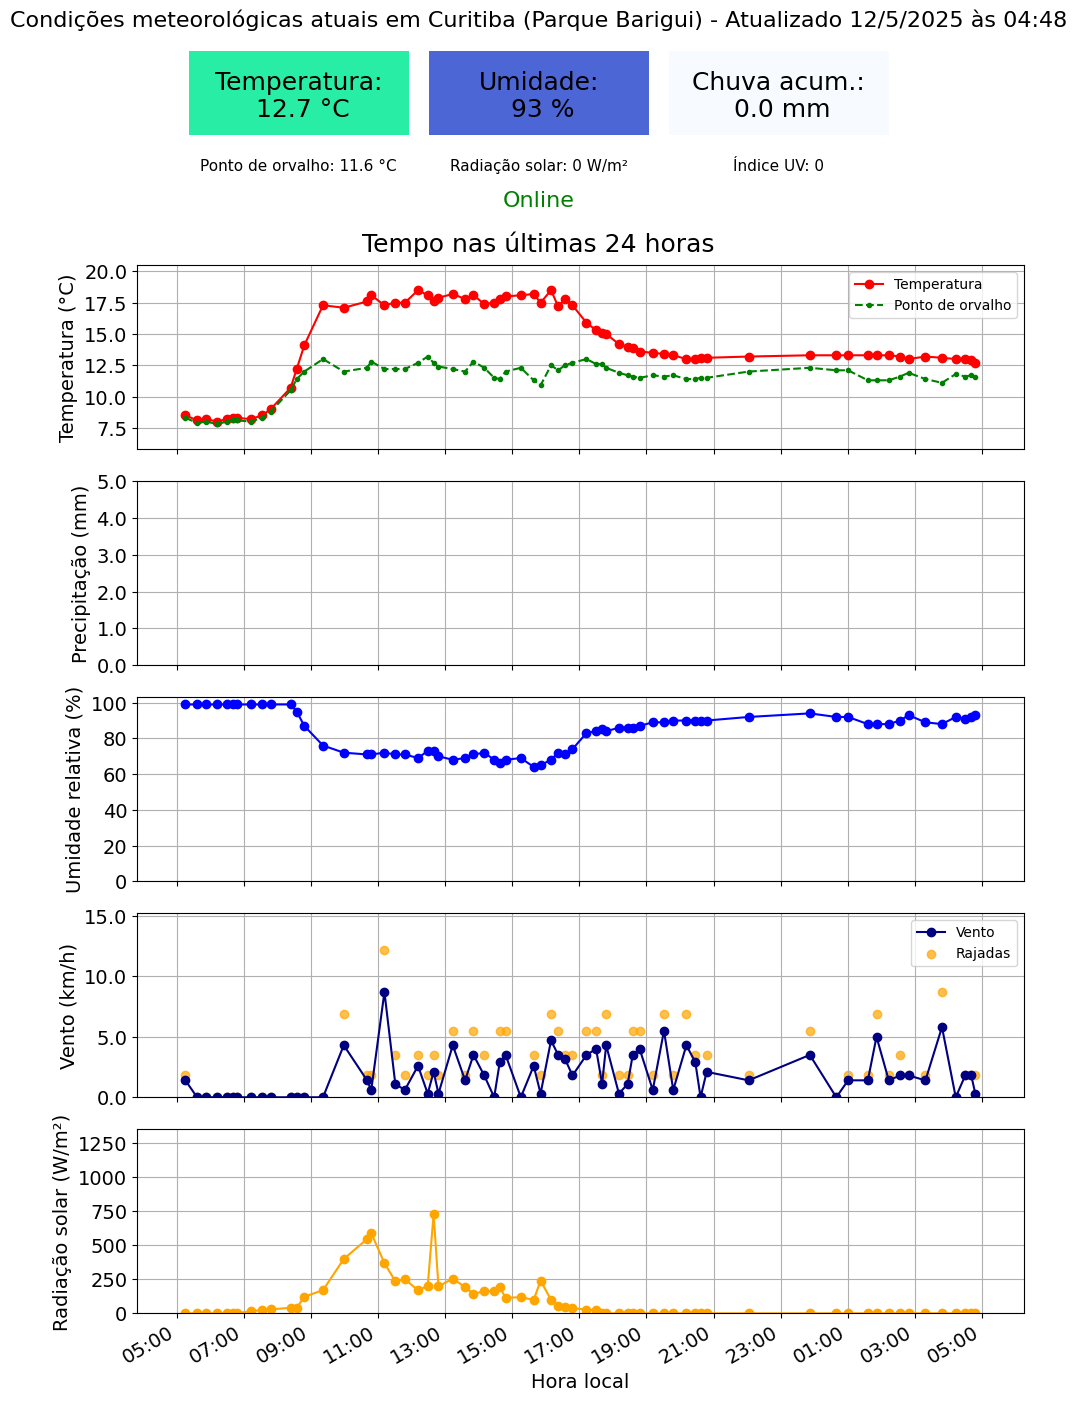 Condições meteorológicas atuais em Curitiba (Parque Barigui) - Atualizado 12/5/2025 às 04:48
Temperatura:
12.7 °C
Umidade:
93 %
Chuva acum.:
0.0 mm
Ponto de orvalho: 11.6 °C
Radiação solar: 0 W/m²
Índice UV: 0
Online
Tempo nas últimas 24 horas
Temperatura (°C)
20.0
17.5
15.0
12.5
10.0
7.5
Temperatura
Ponto de orvalho
Precipitação (mm)
5.0
4.0
3.0
2.0
1.0
0.0
Umidade relativa (%)
100
80
60
40
20
0
Vento (km/h)
15.0
10.0
5.0
0.0
Vento
Rajadas
Radiação solar (W/m²)
1250
1000
750
500
250
0
05:00
07:00
09:00
11:00
13:00
15:00
17:00
19:00
21:00
23:00
01:00
03:00
05:00
Hora local